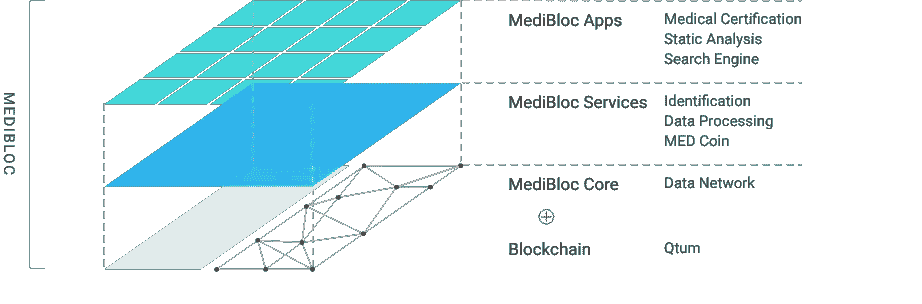 MEDIBLOC
MediBloc Apps
Medical Certification
Static Analysis
Search Engine
MediBloc Services
Identification
Data Processing
MED Coin
MediBloc Core
Data Network
Blockchain
Qtum